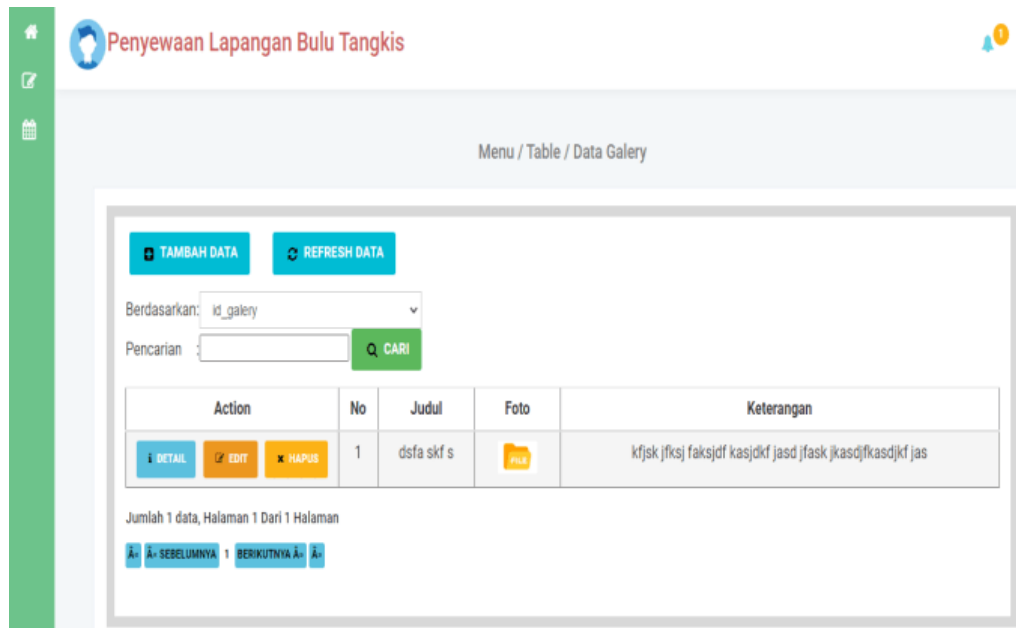 Penyewaan Lapangan Bulu Tangkis
1
Menu / Table / Data Galery
TAMBAH DATA REFRESH DATA
Berdasarkan: id_galery
Pencarian :
CARI
Action No Judul Foto Keterangan
DETAIL EDIT HAPUS 1 dsfa skf s FILE kfjsk jfksj faksjdf kasjdkf jasd jfask jkasdjfkasdjkf jas
Jumlah 1 data, Halaman 1 Dari 1 Halaman
«» Â« SEBELUMNYA 1 BERIKUTNYA Â» Â»